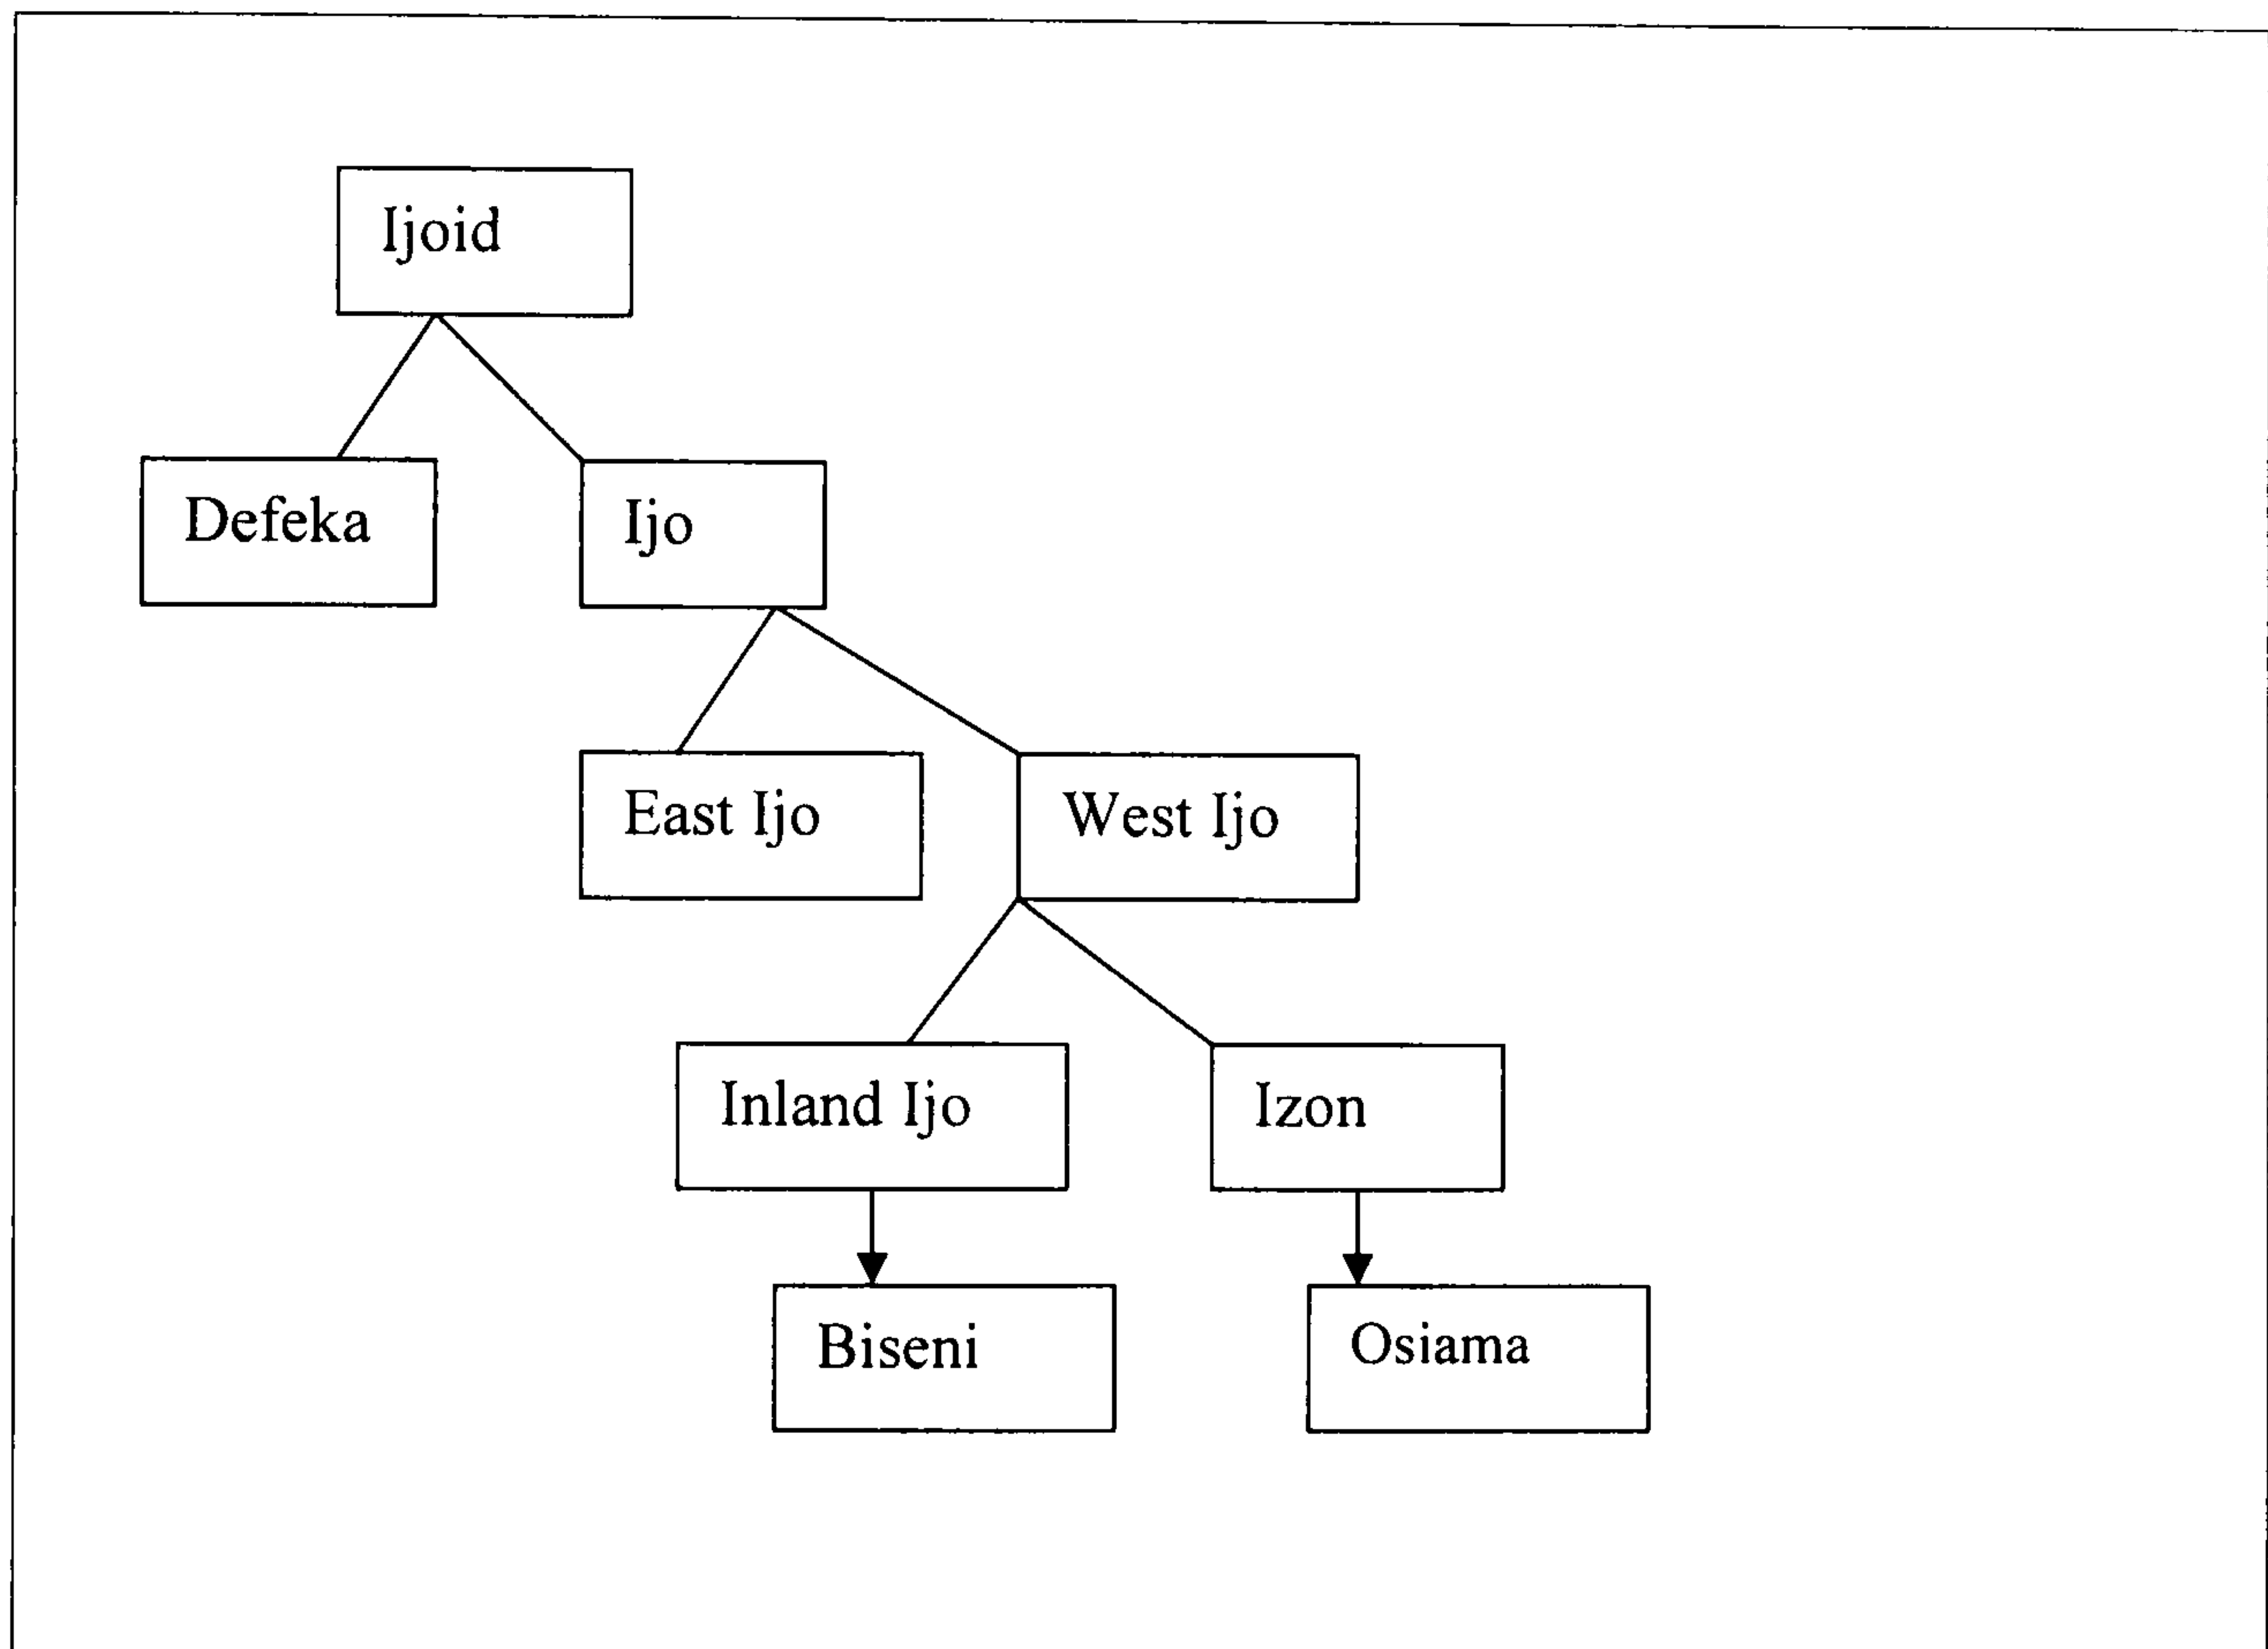 Ijoid
Defeka
Ijo
East Ijo
West Ijo
Inland Ijo
Izon
Biseni
Osiama